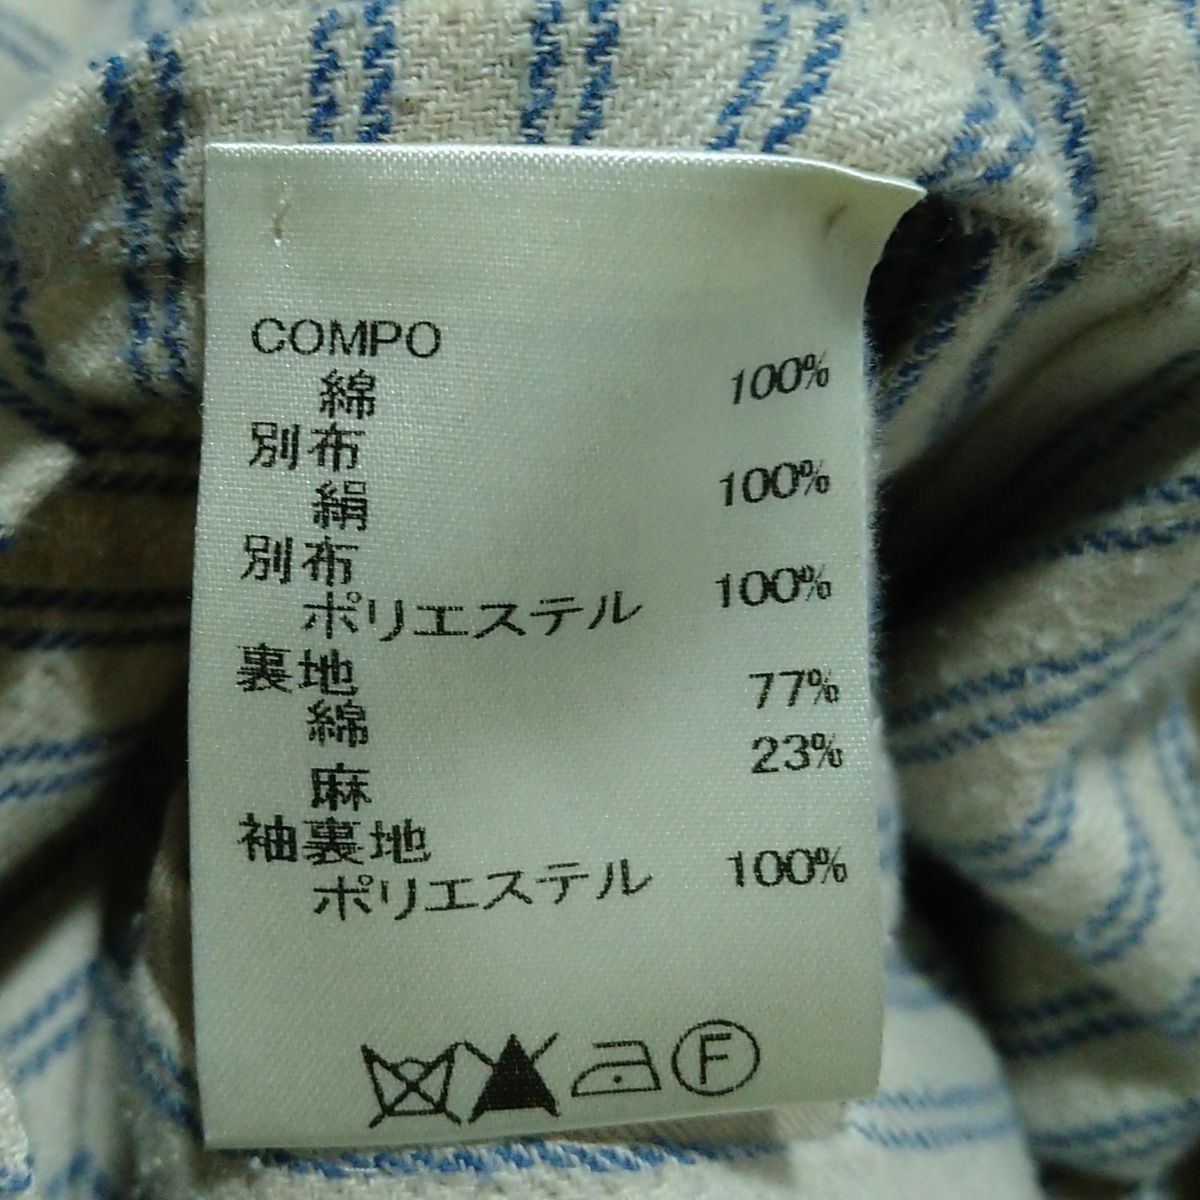 COMPO
綿 100%
別布
絹 100%
別布
ポリエステル 100%
裏地
綿 77%
麻 23%
袖裏地
ポリエステル 100%
F